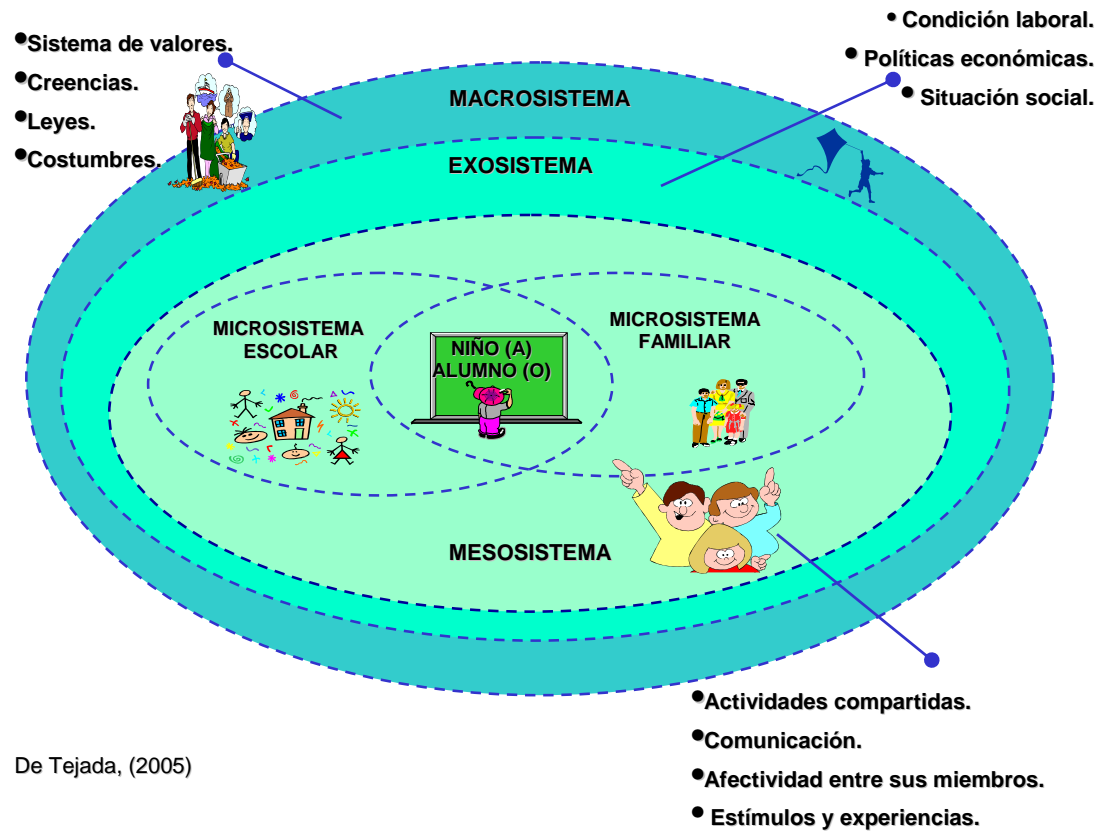 •Sistema de valores.
•Creencias.
•Leyes.
•Costumbres.
• Condición laboral.
• Políticas económicas.
• Situación social.
MACROSISTEMA
EXOSISTEMA
MICROSISTEMA
ESCOLAR
NIÑO (A)
ALUMNO (O)
MICROSISTEMA
FAMILIAR
MESOSISTEMA
•Actividades compartidas.
•Comunicación.
•Afectividad entre sus miembros.
• Estímulos y experiencias.
De Tejada, (2005)